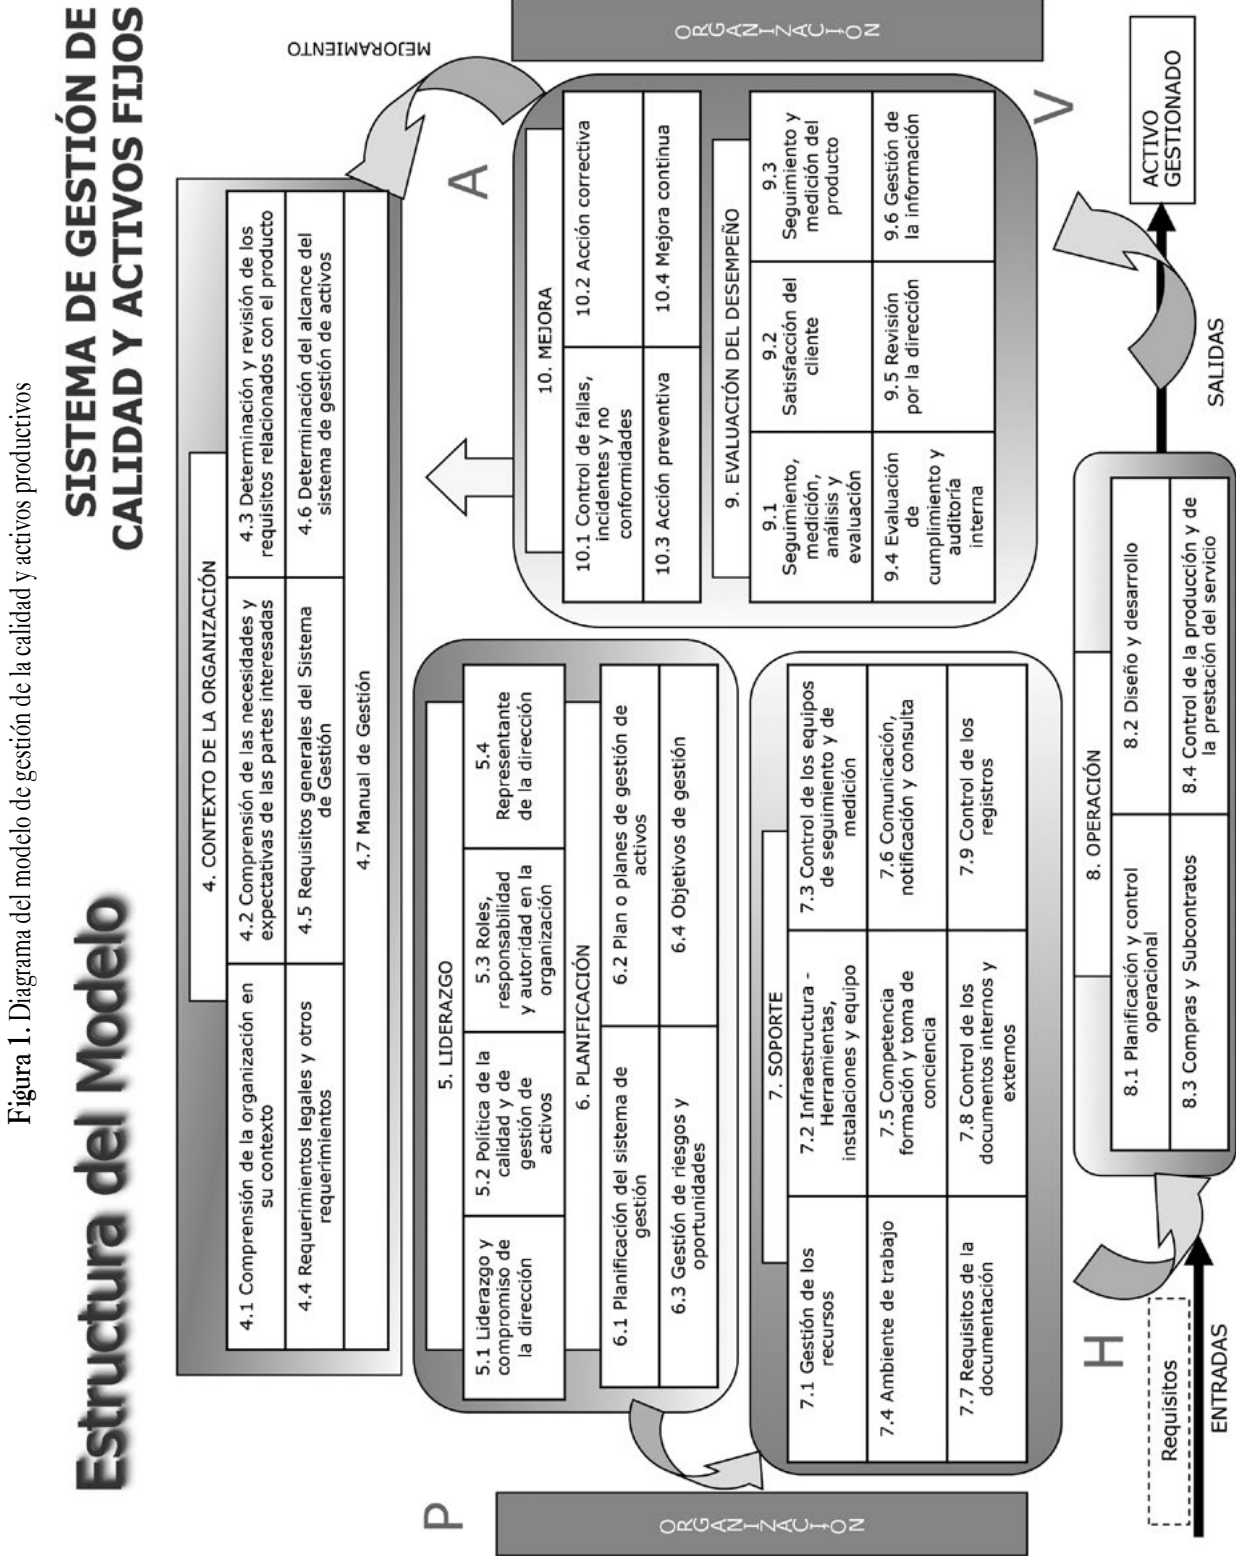 Figura 1. Diagrama del modelo de gestión de la calidad y activos productivos
Estructura del Modelo
SISTEMA DE GESTIÓN DE
CALIDAD Y ACTIVOS FIJOS
4. CONTEXTO DE LA ORGANIZACIÓN
4.1 Comprensión de la organización en
su contexto
4.2 Comprensión de las necesidades y
expectativas de las partes interesadas
4.3 Determinación y revisión de los
requisitos relacionados con el producto
4.4 Requerimientos legales y otros
requerimientos
4.5 Requisitos generales del Sistema
de Gestión
4.6 Determinación del alcance del
sistema de gestión de activos
4.7 Manual de Gestión
MEJORAMIENTO
P
5. LIDERAZGO
5.1 Liderazgo y
compromiso de
la dirección
5.2 Política de la
calidad y de
gestión de
activos
5.3 Roles,
responsabilidad
y autoridad en la
organización
5.4
Representante
de la dirección
6. PLANIFICACIÓN
6.1 Planificación del sistema de
gestión
6.2 Plan o planes de gestión de
activos
6.3 Gestión de riesgos y
oportunidades
6.4 Objetivos de gestión
A
10. MEJORA
10.1 Control de fallas,
incidentes y no
conformidades
10.2 Acción correctiva
10.3 Acción preventiva
10.4 Mejora continua
9. EVALUACIÓN DEL DESEMPEÑO
9.1
Seguimiento,
medición,
análisis y
evaluación
9.2
Satisfacción del
cliente
9.3
Seguimiento y
medición del
producto
9.4 Evaluación
de
cumplimiento y
auditoría
interna
9.5 Revisión
por la dirección
9.6 Gestión de
la información
V
ORGANIZACIÓN
ORGANIZACIÓN
7. SOPORTE
7.1 Gestión de los
recursos
7.2 Infraestructura -
Herramientas,
instalaciones y equipo
7.3 Control de los equipos
de seguimiento y de
medición
7.4 Ambiente de trabajo
7.5 Competencia
formación y toma de
conciencia
7.6 Comunicación,
notificación y consulta
7.7 Requisitos de la
documentación
7.8 Control de los
documentos internos y
externos
7.9 Control de los
registros
H
8. OPERACIÓN
8.1 Planificación y control
operacional
8.2 Diseño y desarrollo
8.3 Compras y Subcontratos
8.4 Control de la producción y de
la prestación del servicio
Requisitos
ENTRADAS
SALIDAS
ACTIVO
GESTIONADO